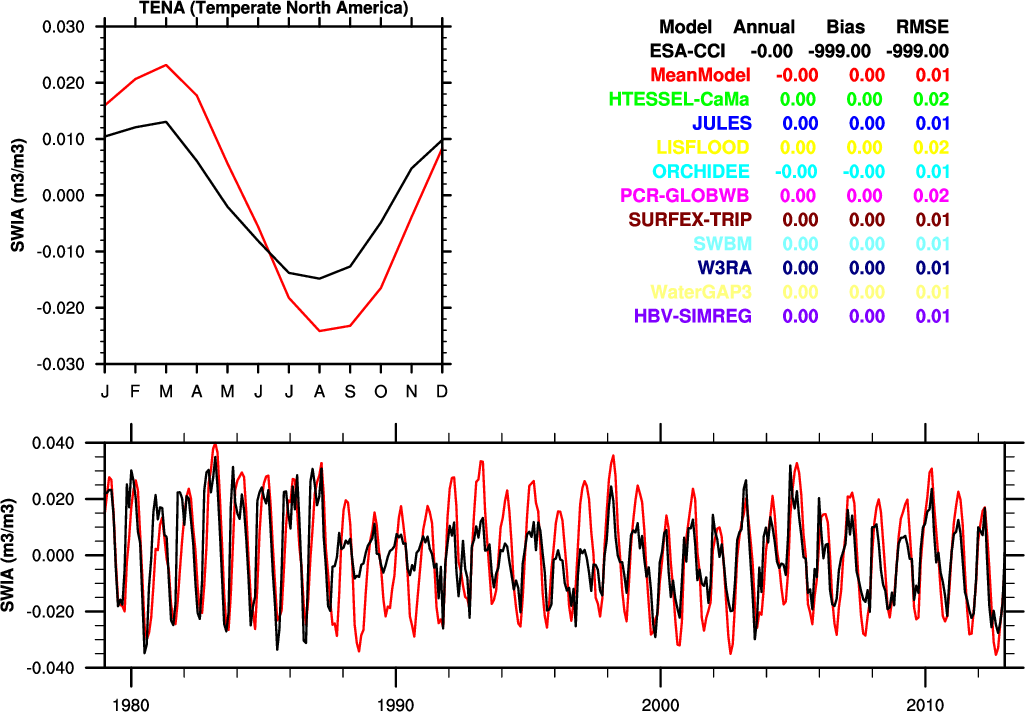 TENA (Temperate North America)
0.030
0.020
0.010
0.000
-0.010
-0.020
-0.030
SWIA (m3/m3)
J F M A M J J A S O N D
Model Annual Bias RMSE
ESA-CCI -0.00 -999.00 -999.00
MeanModel -0.00 0.00 0.01
HTESSEL-CaMa 0.00 0.00 0.02
JULES 0.00 0.00 0.01
LISFLOOD 0.00 0.00 0.02
ORCHIDEE -0.00 -0.00 0.01
PCR-GLOBWB 0.00 0.00 0.02
SURFEX-TRIP 0.00 0.00 0.01
SWBM 0.00 0.00 0.01
W3RA 0.00 0.00 0.01
WaterGAP3 0.00 0.00 0.01
HBV-SIMREG 0.00 0.00 0.01
0.040
0.020
0.000
-0.020
-0.040
SWIA (m3/m3)
1980 1990 2000 2010